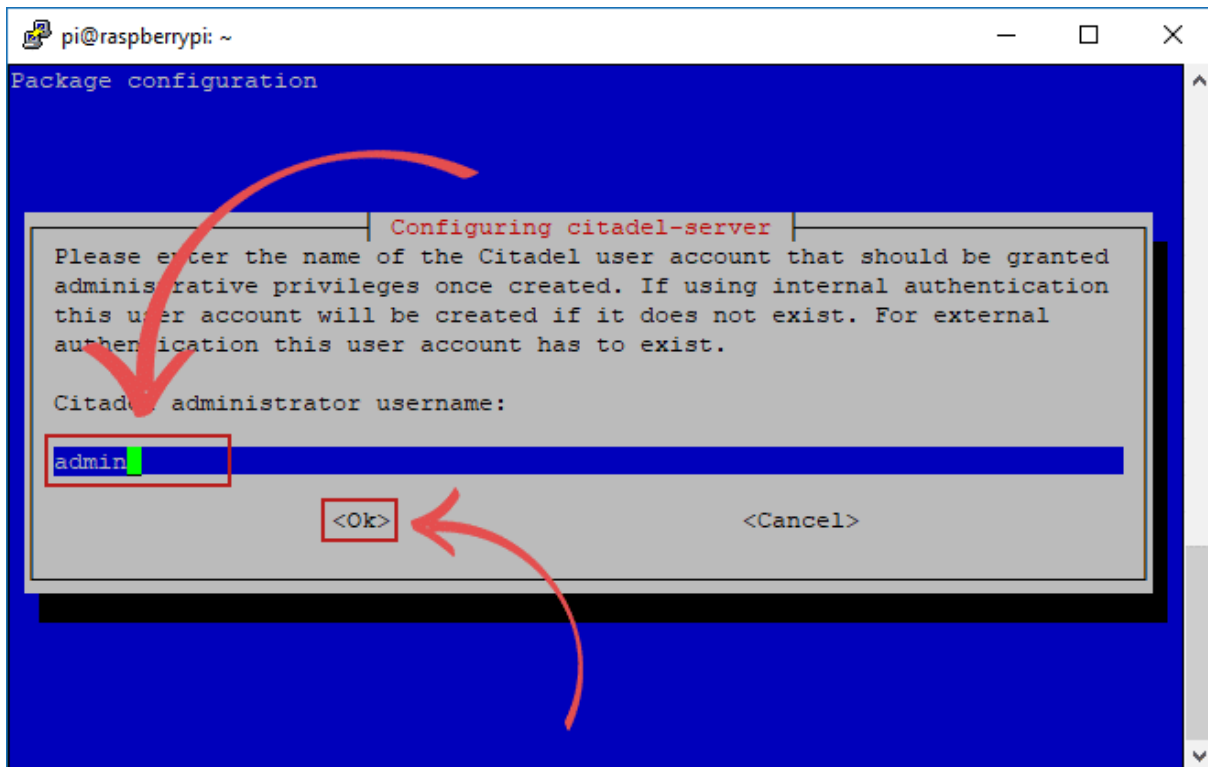 pi@raspberrypi: ~
Package configuration
Configuring citadel-server
Please enter the name of the Citadel user account that should be granted
administrative privileges once created. If using internal authentication
this user account will be created if it does not exist. For external
authentication this user account has to exist.
Citadel administrator username:
admin
<Ok> <Cancel>